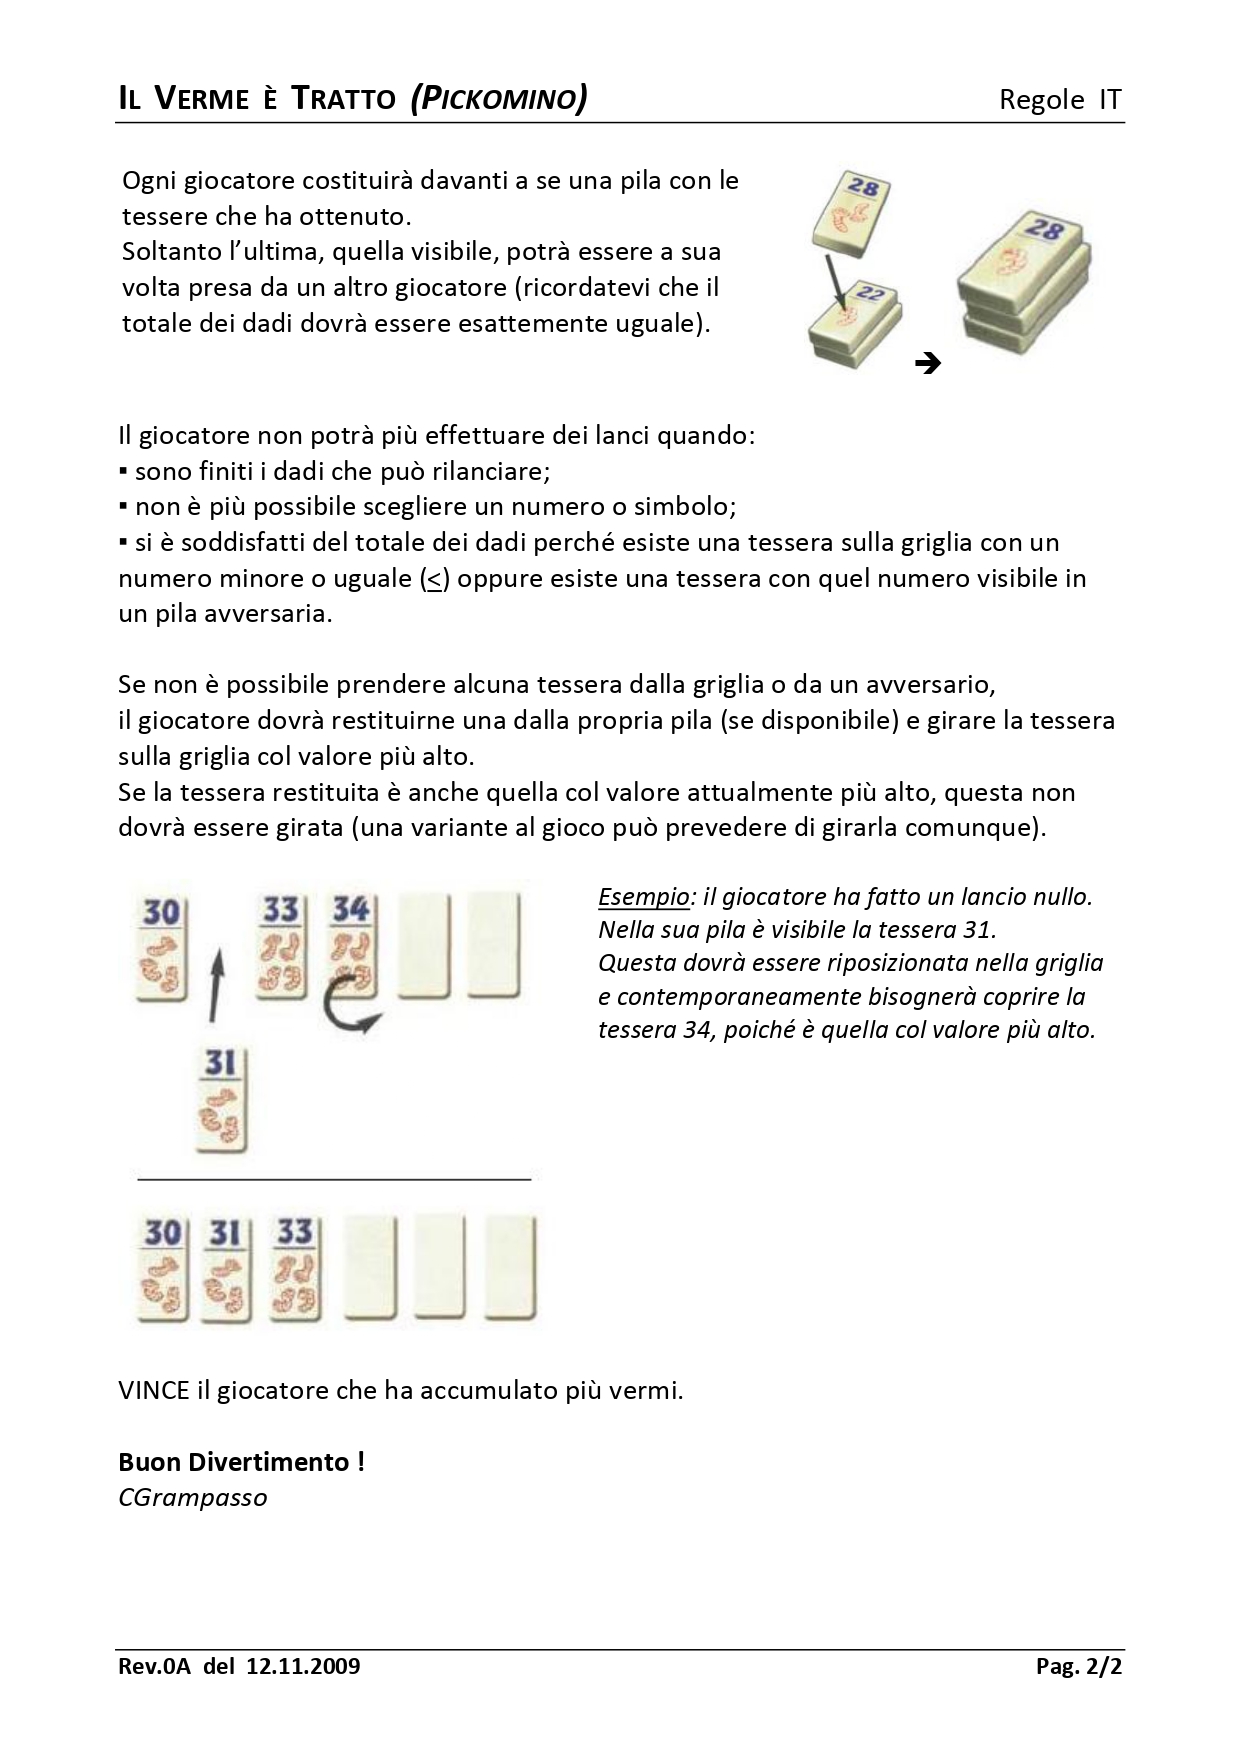 IL VERME È TRATTO (PICKOMINO) Regole IT
Ogni giocatore costituirà davanti a se una pila con le
tessere che ha ottenuto.
Soltanto l’ultima, quella visibile, potrà essere a sua
volta presa da un altro giocatore (ricordatevi che il
totale dei dadi dovrà essere esattemente uguale).
28
22
28
➔
Il giocatore non potrà più effettuare dei lanci quando:
▪ sono finiti i dadi che può rilanciare;
▪ non è più possibile scegliere un numero o simbolo;
▪ si è soddisfatti del totale dei dadi perché esiste una tessera sulla griglia con un
numero minore o uguale (<) oppure esiste una tessera con quel numero visibile in
un pila avversaria.
Se non è possibile prendere alcuna tessera dalla griglia o da un avversario,
il giocatore dovrà restituirne una dalla propria pila (se disponibile) e girare la tessera
sulla griglia col valore più alto.
Se la tessera restituita è anche quella col valore attualmente più alto, questa non
dovrà essere girata (una variante al gioco può prevedere di girarla comunque).
30 33 34
31
30 31 33
Esempio: il giocatore ha fatto un lancio nullo.
Nella sua pila è visibile la tessera 31.
Questa dovrà essere riposizionata nella griglia
e contemporaneamente bisognerà coprire la
tessera 34, poiché è quella col valore più alto.
VINCE il giocatore che ha accumulato più vermi.
Buon Divertimento !
CGrampasso
Rev.0A del 12.11.2009 Pag. 2/2